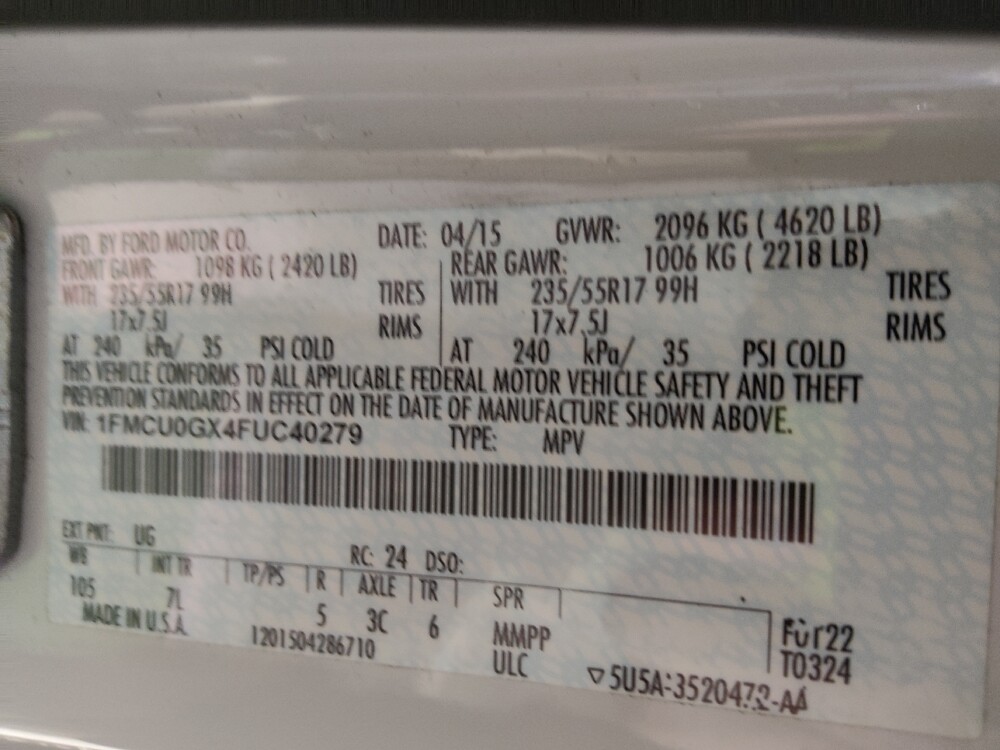 MFD. BY FORD MOTOR CO. DATE: 04/15 GVWR: 2096 KG ( 4620 LB)
FRONT GAWR: 1098 KG ( 2420 LB) REAR GAWR: 1006 KG ( 2218 LB)
WITH 235/55R17 99H TIRES WITH 235/55R17 99H TIRES
17x7.5J RIMS 17x7.5J RIMS
AT 240 kPa/ 35 PSI COLD AT 240 kPa/ 35 PSI COLD
THIS VEHICLE CONFORMS TO ALL APPLICABLE FEDERAL MOTOR VEHICLE SAFETY AND THEFT
PREVENTION STANDARDS IN EFFECT ON THE DATE OF MANUFACTURE SHOWN ABOVE.
VIN: 1FMCU0GX4FUC40279 TYPE: MPV
EXT PNT: UG RC: 24 DSO:
WB INT TR TP/PS R AXLE TR SPR
105 7L 5 3C 6 MMPP Fur22
MADE IN U.S.A. 1201504286710 ULC T0324
▽5U5A-3520472-AA